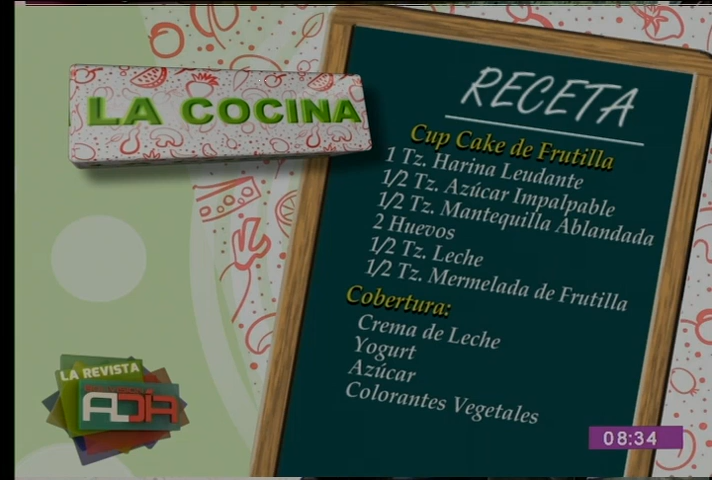 LA COCINA
RECETA
Cup Cake de Frutilla
1 Tz. Harina Leudante
1/2 Tz. Azúcar Impalpable
1/2 Tz. Mantequilla Ablandada
2 Huevos
1/2 Tz. Leche
1/2 Tz. Mermelada de Frutilla
Cobertura:
Crema de Leche
Yogurt
Azúcar
Colorantes Vegetales
LA REVISTA
AL DÍA
08:34